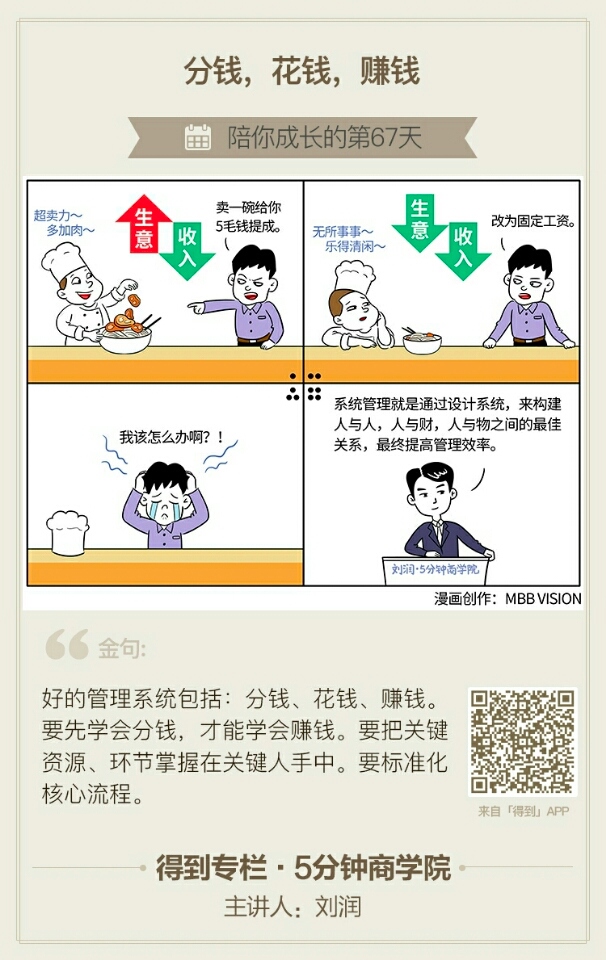 分钱，花钱，赚钱
陪你成长的第67天
超卖力～
多加肉～
生意
收入
卖一碗给你
5毛钱提成。
无所事事～
乐得清闲～
生意
收入
改为固定工资。
我该怎么办啊？！
系统管理就是通过设计系统，来构建
人与人，人与财，人与物之间的最佳
关系，最终提高管理效率。
刘润·5分钟商学院
漫画创作：MBB VISION
金句:
好的管理系统包括：分钱、花钱、赚钱。
要先学会分钱，才能学会赚钱。要把关键
资源、环节掌握在关键人手中。要标准化
核心流程。
来自「得到」APP
得到专栏·5分钟商学院
主讲人：刘润